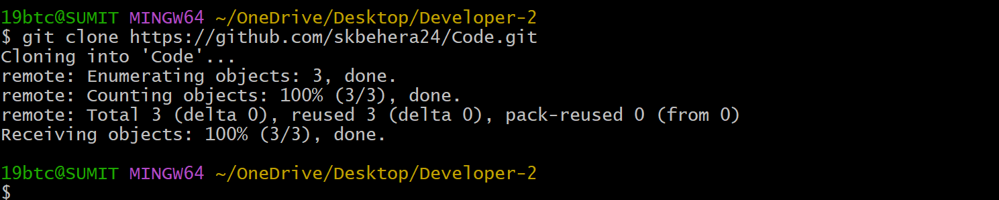 19btc@SUMIT MINGW64 ~/OneDrive/Desktop/Developer-2
$ git clone https://github.com/skbehera24/Code.git
Cloning into 'Code'...
remote: Enumerating objects: 3, done.
remote: Counting objects: 100% (3/3), done.
remote: Total 3 (delta 0), reused 3 (delta 0), pack-reused 0 (from 0)
Receiving objects: 100% (3/3), done.
19btc@SUMIT MINGW64 ~/OneDrive/Desktop/Developer-2
$